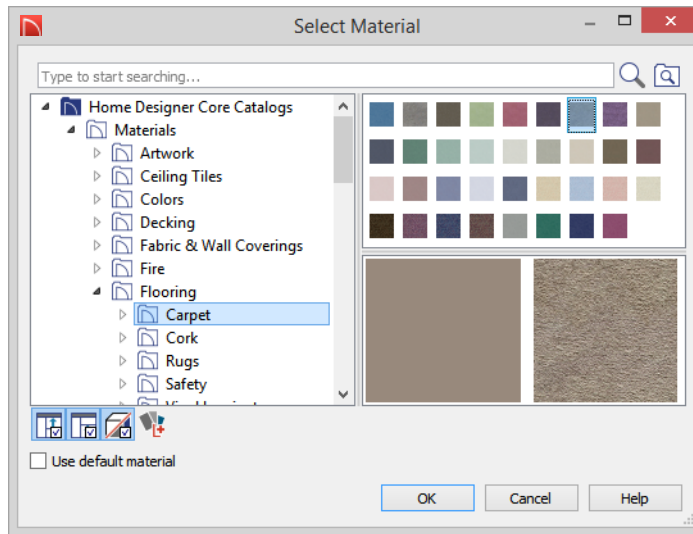 Select Material
Type to start searching...
Home Designer Core Catalogs
Materials
Artwork
Ceiling Tiles
Colors
Decking
Fabric & Wall Coverings
Fire
Flooring
Carpet
Cork
Rugs
Safety
Use default material
OK
Cancel
Help